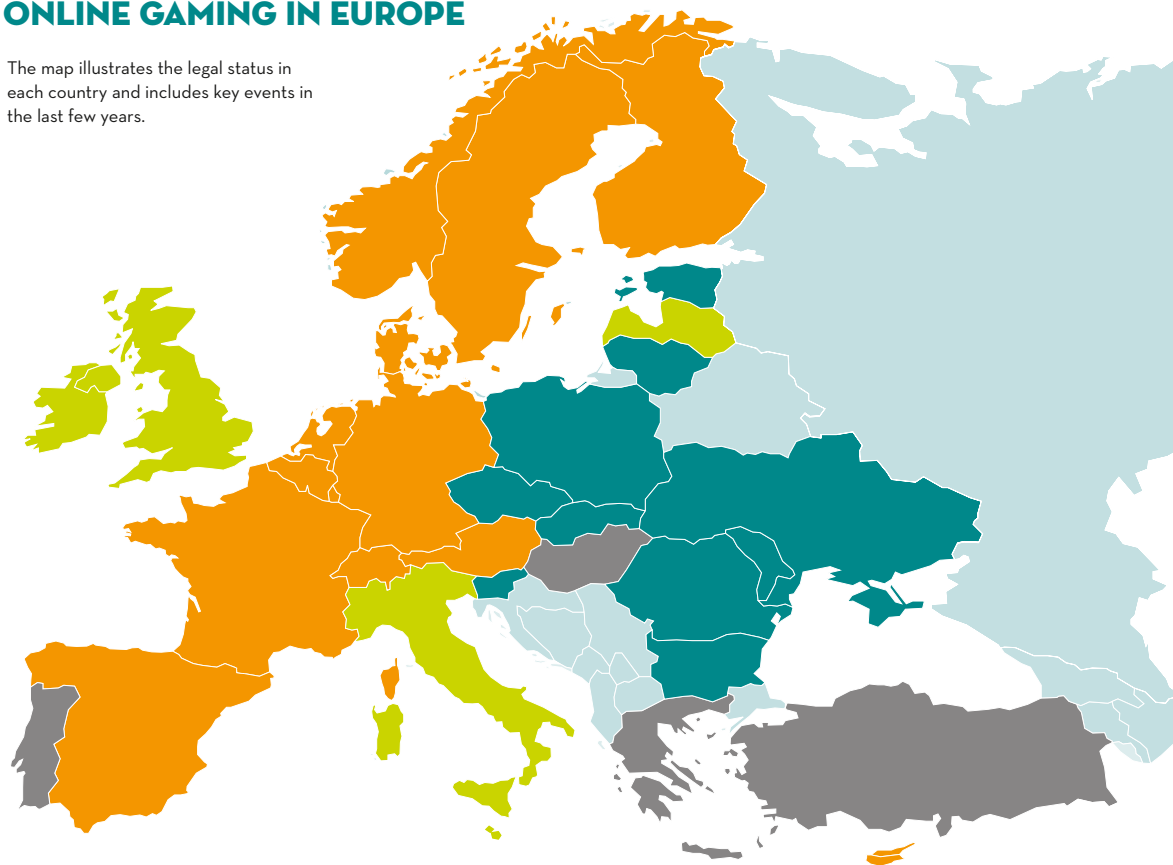 ONLINE GAMING IN EUROPE
The map illustrates the legal status in
each country and includes key events in
the last few years.